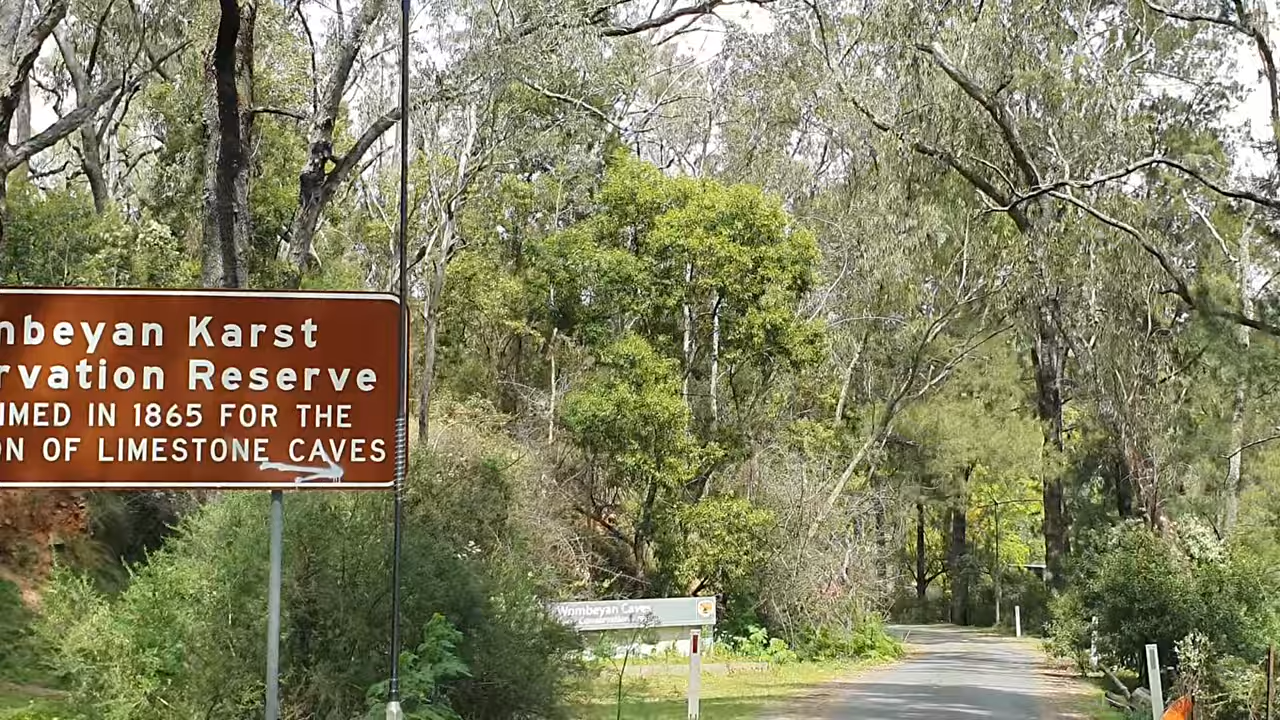 mbeyan Karst
rvation Reserve
IMED IN 1865 FOR THE
ON OF LIMESTONE CAVES
Wombeyan Caves